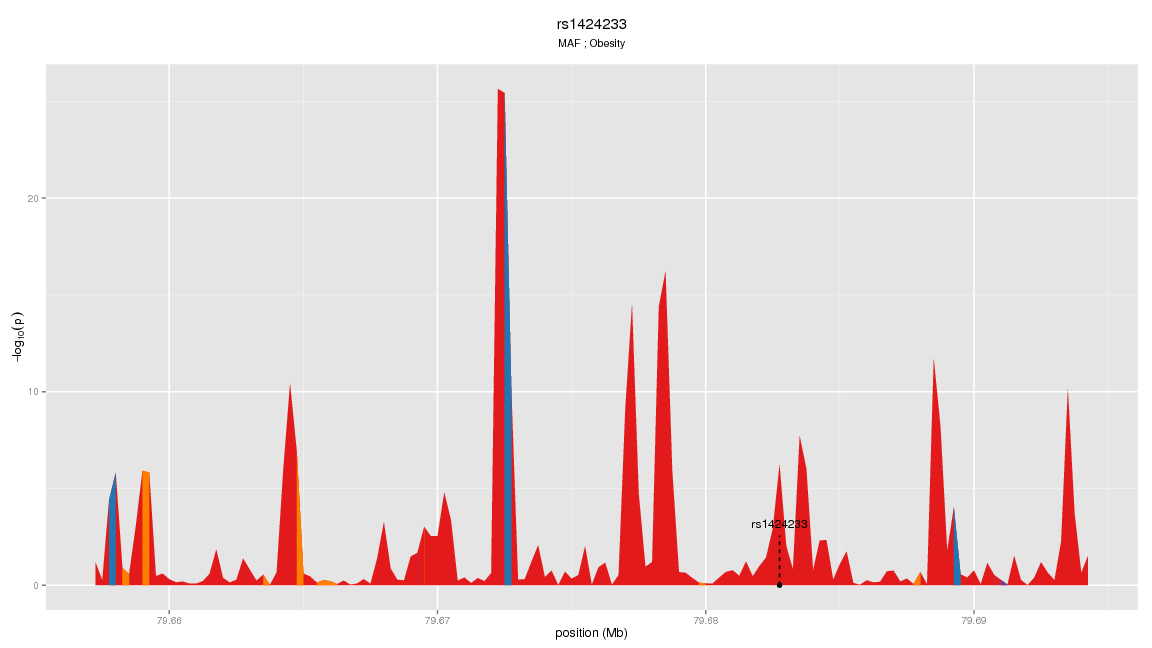 rs1424233
MAF ; Obesity
20
10
0
−log10(p)
rs1424233
79.66 79.67 79.68 79.69
position (Mb)